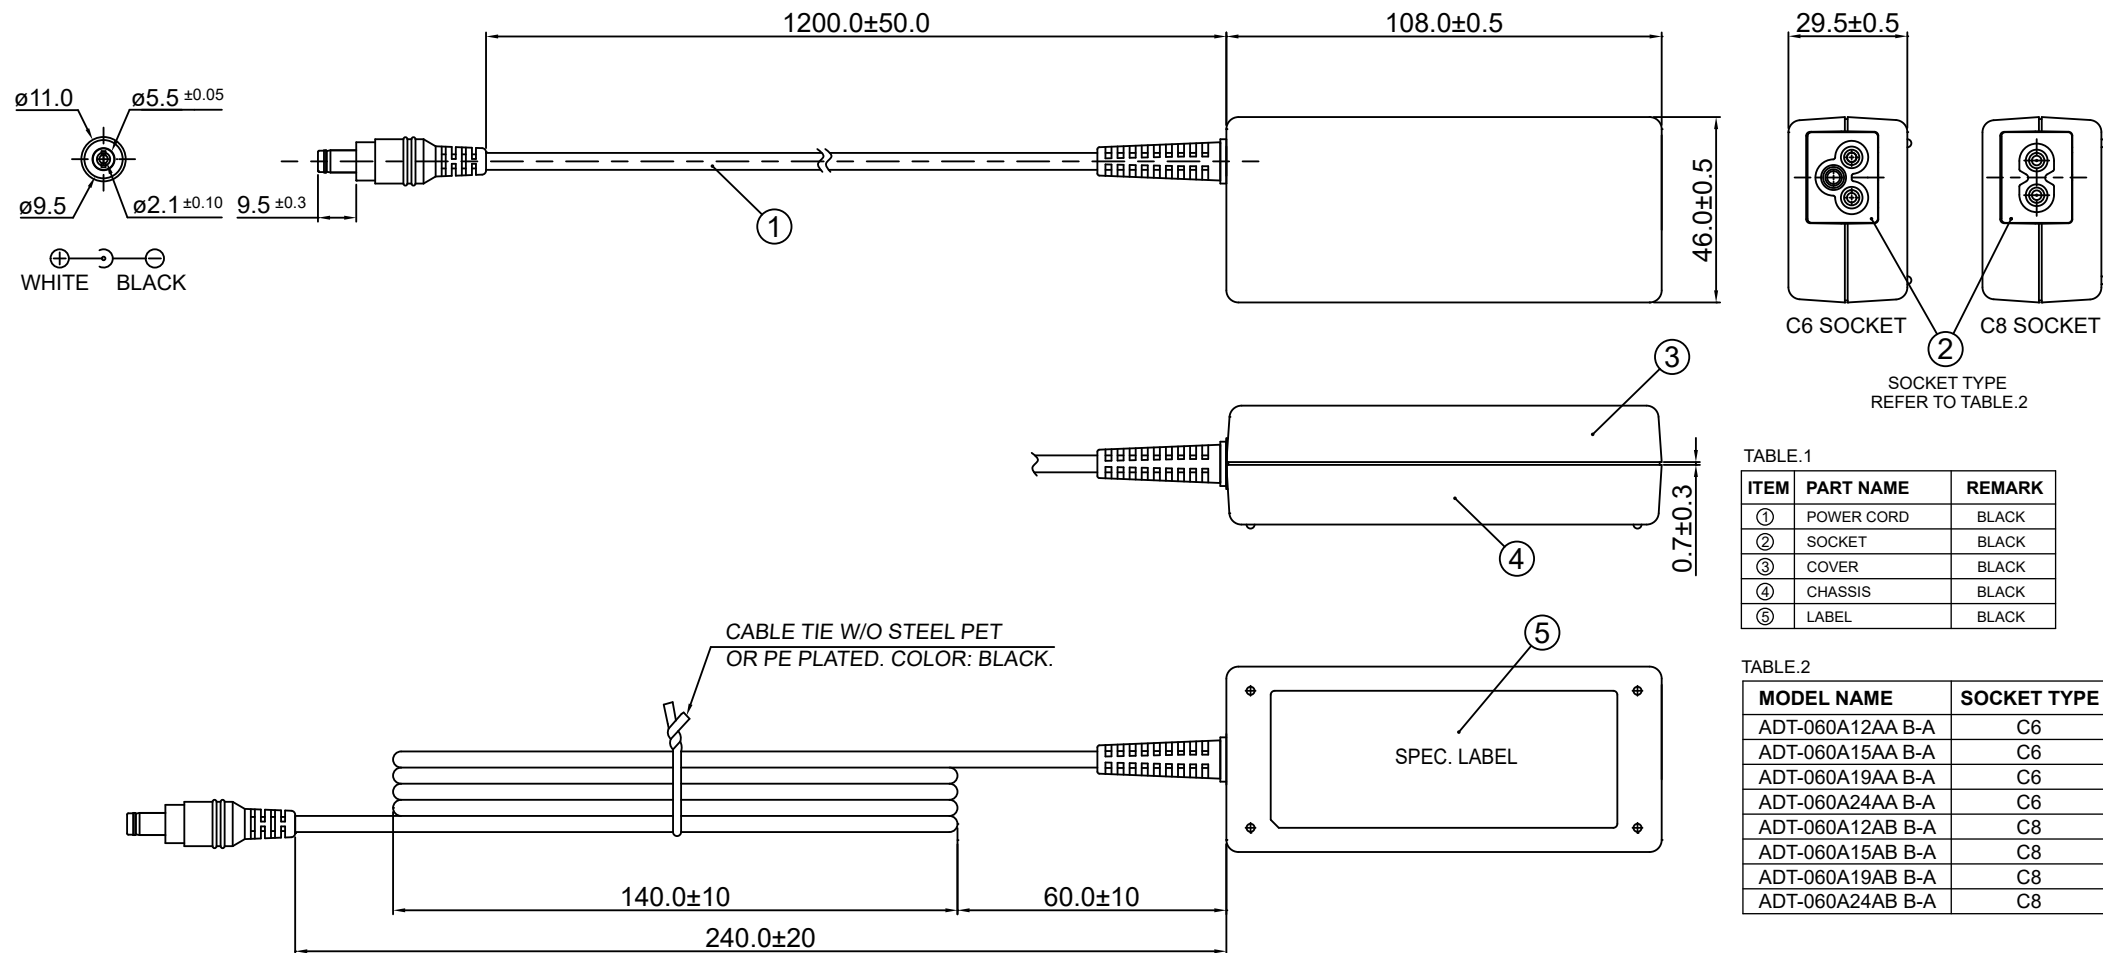 1200.0±50.0
108.0±0.5
29.5±0.5
ø11.0
ø5.5 ±0.05
ø9.5
ø2.1 ±0.10
9.5 ±0.3
1
46.0±0.5
WHITE BLACK
C6 SOCKET
C8 SOCKET
2
SOCKET TYPE
REFER TO TABLE.2
3
4
0.7±0.3
TABLE.1
ITEM PART NAME REMARK
① POWER CORD BLACK
② SOCKET BLACK
③ COVER BLACK
④ CHASSIS BLACK
⑤ LABEL BLACK
CABLE TIE W/O STEEL PET
OR PE PLATED. COLOR: BLACK.
5
SPEC. LABEL
140.0±10
60.0±10
240.0±20
TABLE.2
MODEL NAME SOCKET TYPE
ADT-060A12AA B-A C6
ADT-060A15AA B-A C6
ADT-060A19AA B-A C6
ADT-060A24AA B-A C6
ADT-060A12AB B-A C8
ADT-060A15AB B-A C8
ADT-060A19AB B-A C8
ADT-060A24AB B-A C8